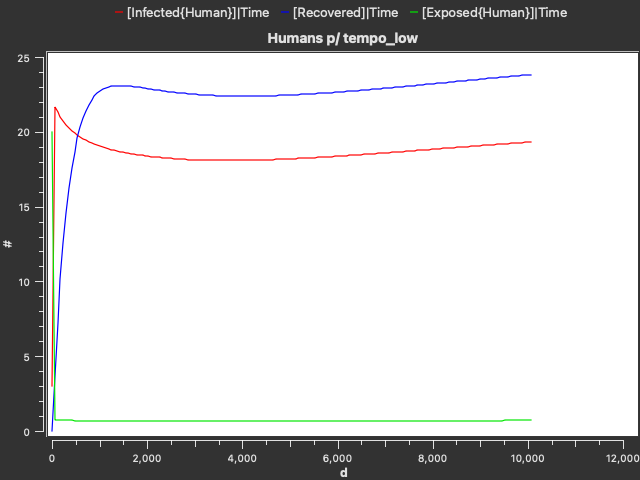 [Infected{Human}]|Time [Recovered]|Time [Exposed{Human}]|Time
Humans p/ tempo_low
25
20
15
10
5
0
#
0 2,000 4,000 6,000 8,000 10,000 12,000
d